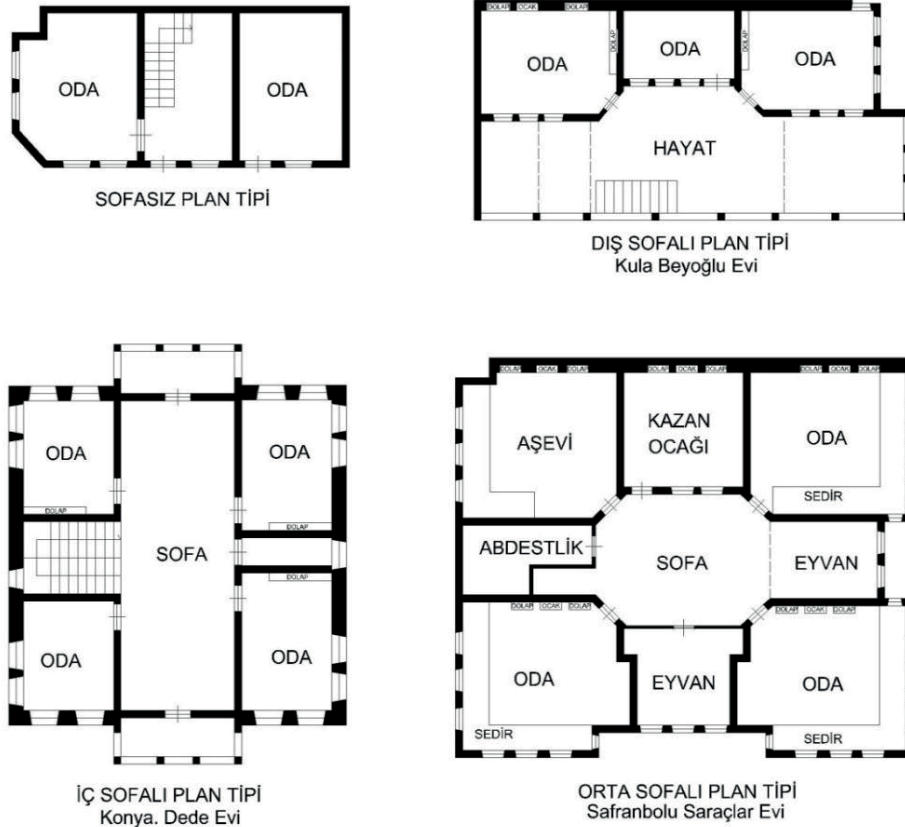 ODA
ODA
SOFASIZ PLAN TİPİ
DOLAP OCAK DOLAP
DOLAP
DOLAP
ODA
ODA
ODA
HAYAT
DIŞ SOFALI PLAN TİPİ
Kula Beyoğlu Evi
ODA
ODA
DOLAP
DOLAP
SOFA
DOLAP
ODA
ODA
İÇ SOFALI PLAN TİPİ
Konya. Dede Evi
DOLAP OCAK DOLAP
DOLAP OCAK DOLAP
DOLAP OCAK DOLAP
AŞEVİ
KAZAN
OCAĞI
ODA
SEDİR
ABDESTLİK
SOFA
EYVAN
DOLAP OCAK DOLAP
DOLAP OCAK DOLAP
ODA
EYVAN
ODA
SEDİR
SEDİR
ORTA SOFALI PLAN TİPİ
Safranbolu Saraçlar Evi